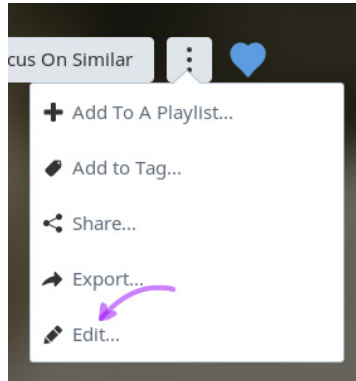 cus On Similar
Add To A Playlist...
Add to Tag...
Share...
Export...
Edit...